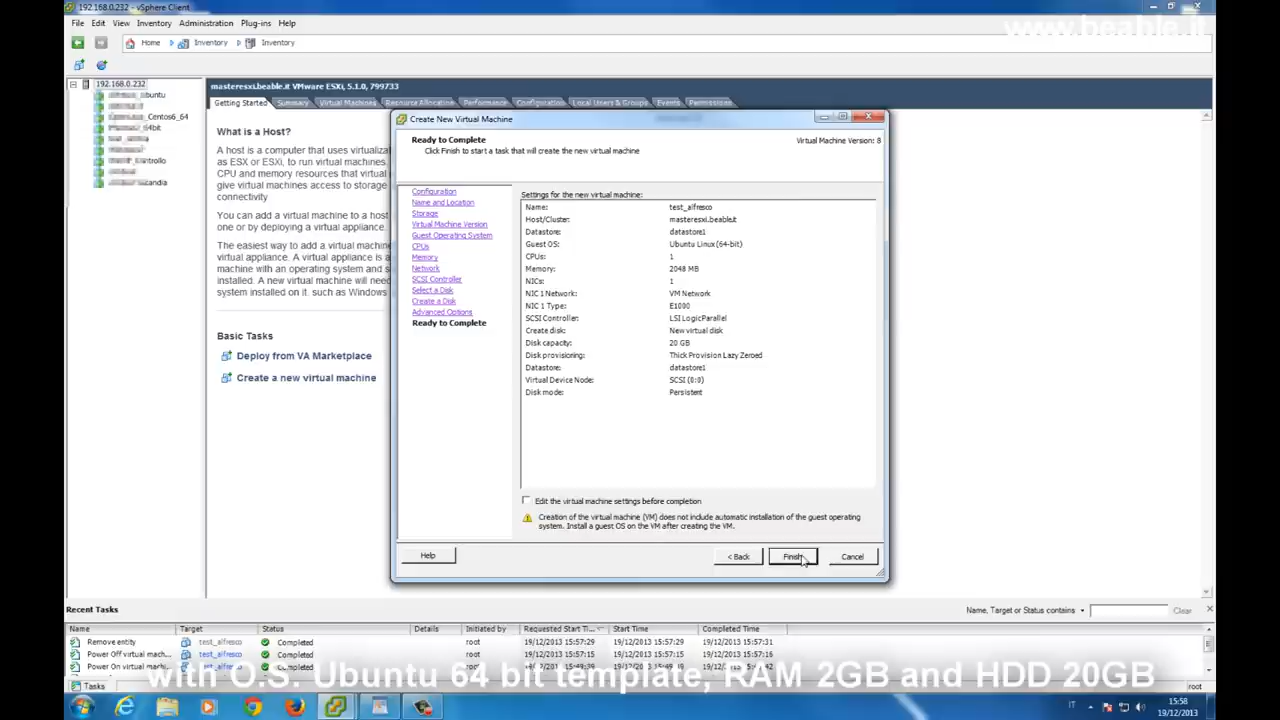 192.168.0.232 - vSphere Client
www.beable.it
File Edit View Inventory Administration Plug-ins Help
Home Inventory Inventory
192.168.0.232
masteresxi.beable.it VMware ESXi, 5.1.0, 799733
Getting Started Summary Virtual Machines Resource Allocation Performance Configuration Local Users & Groups Events Permissions
Create New Virtual Machine
Ready to Complete
Click Finish to start a task that will create the new virtual machine
Virtual Machine Version: 8
ubuntu
Centos6_64
64bit
What is a Host?
A host is a computer that uses virtualiz
as ESX or ESXi, to run virtual machines.
CPU and memory resources that virtual
give virtual machines access to storage
connectivity
You can add a virtual machine to a host
one or by deploying a virtual appliance.
The easiest way to add a virtual machine
virtual appliance. A virtual appliance is a
machine with an operating system and s
installed. A new virtual machine will need
system installed on it, such as Windows
Basic Tasks
Deploy from VA Marketplace
Create a new virtual machine
Configuration
Name and Location
Storage
Virtual Machine Version
Guest Operating System
CPUs
Memory
Network
SCSI Controller
Select a Disk
Create a Disk
Advanced Options
Ready to Complete
Settings for the new virtual machine:
Name: test_alfresco
Host/Cluster: masteresxi.beable.it
Datastore: datastore1
Guest OS: Ubuntu Linux (64-bit)
CPUs: 1
Memory: 2048 MB
NICs: 1
NIC 1 Network: VM Network
NIC 1 Type: E1000
SCSI Controller: LSI Logic Parallel
Create disk: New virtual disk
Disk capacity: 20 GB
Disk provisioning: Thick Provision Lazy Zeroed
Datastore: datastore1
Virtual Device Node: SCSI (0:0)
Disk mode: Persistent
Edit the virtual machine settings before completion
Creation of the virtual machine (VM) does not include automatic installation of the guest operating
system. Install a guest OS on the VM after creating the VM.
Help < Back Finish Cancel
Recent Tasks
Name, Target or Status contains Clear
Name Target Status Details Initiated by Requested Start Ti... Start Time Completed Time
Remove entity test_alfresco Completed root 19/12/2013 15:57:29 19/12/2013 15:57:29 19/12/2013 15:57:31
Power Off virtual mach... test_alfresco Completed root 19/12/2013 15:57:15 19/12/2013 15:57:15 19/12/2013 15:57:16
Power On virtual machi... test_alfresco Completed root
with O.S. Ubuntu 64 bit template, RAM 2GB and HDD 20GB
Tasks root
IT 15:58
19/12/2013